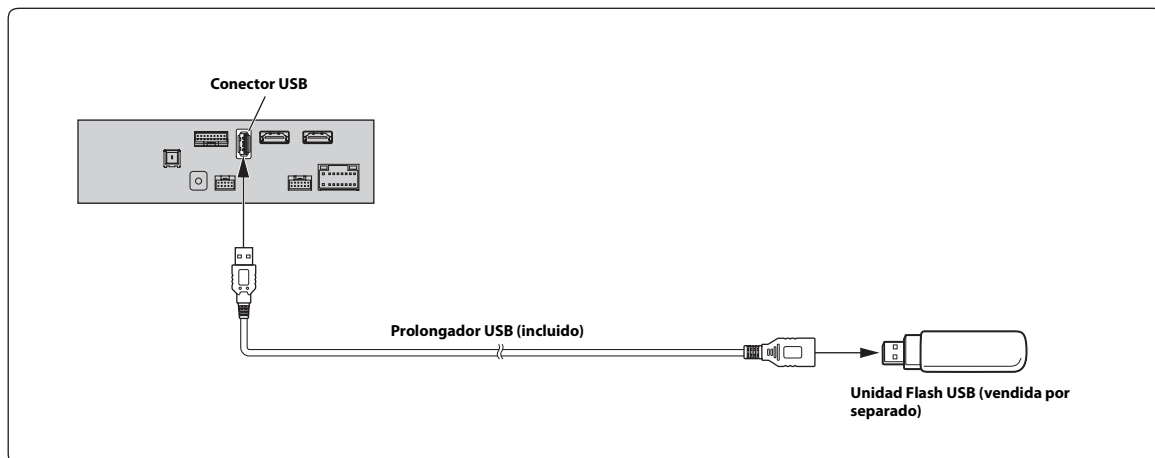 Conector USB
Prolongador USB (incluido)
Unidad Flash USB (vendida por
separado)